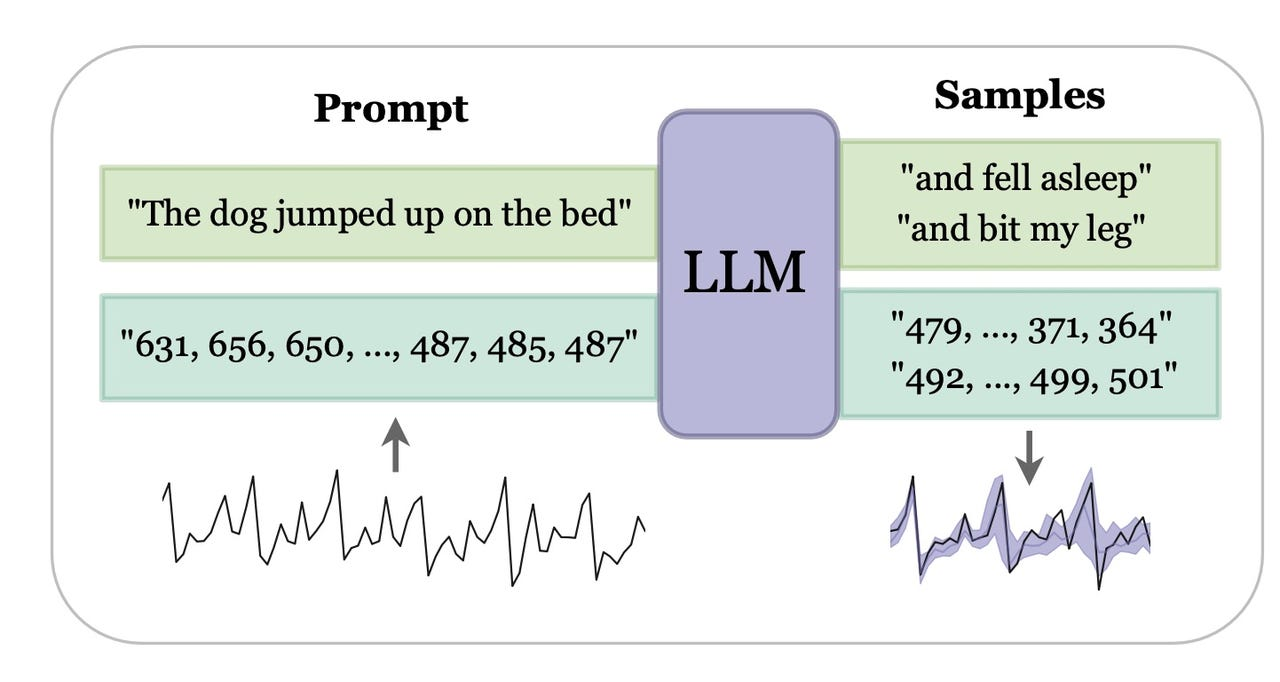 Prompt
"The dog jumped up on the bed"
"631, 656, 650, ..., 487, 485, 487"
LLM
Samples
"and fell asleep"
"and bit my leg"
"479, ..., 371, 364"
"492, ..., 499, 501"